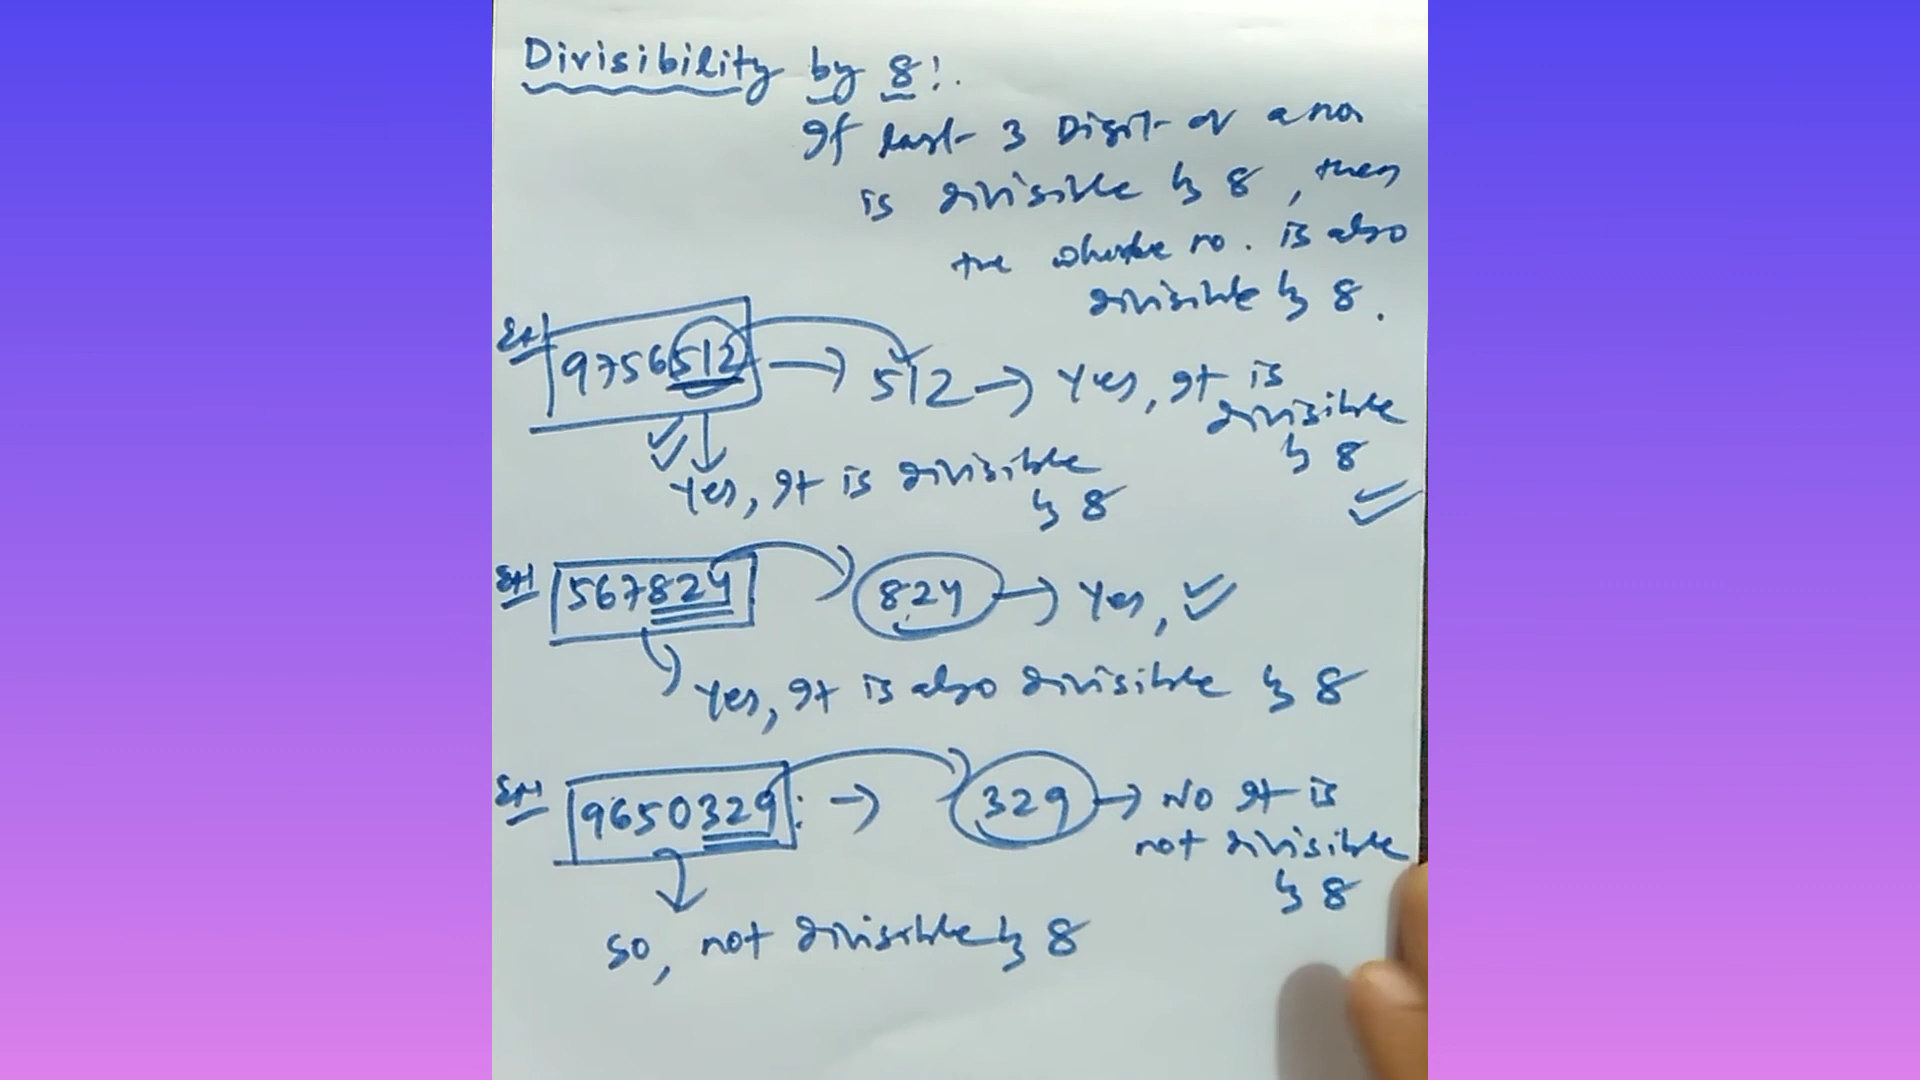 Divisibility by 8:.
If last 3 Digit of a no.
is divisible by 8, then
the whole no. is also
divisible by 8.
Ex:
9756512 → 512 → Yes, It is
divisible
by 8
Yes, It is divisible
by 8
Ex:
567824 824 → Yes,
Yes, It is also divisible by 8
Ex:
9650329: → 329 → No It is
not divisible
by 8
So, not divisible by 8